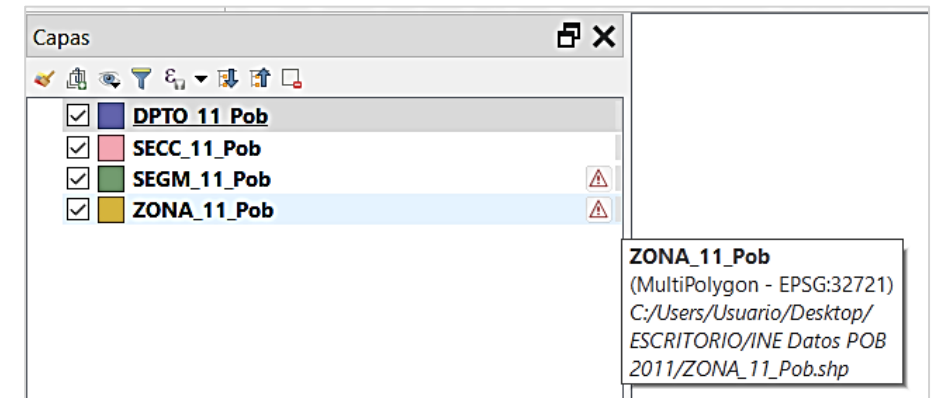 Capas
DPTO_11_Pob
SECC_11_Pob
SEGM_11_Pob
ZONA_11_Pob
ZONA_11_Pob
(MultiPolygon - EPSG:32721)
C:/Users/Usuario/Desktop/
ESCRITORIO/INE Datos POB
2011/ZONA_11_Pob.shp